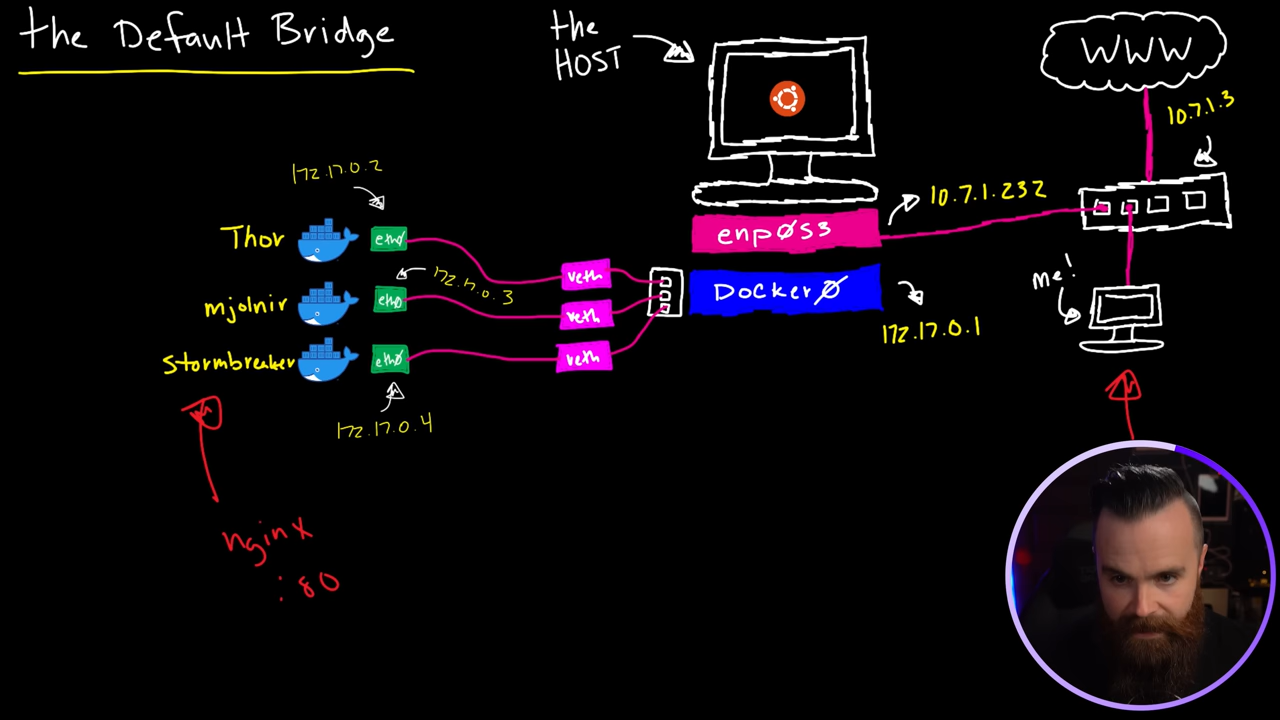 the Default Bridge
the
HOST
WWW
10.7.1.3
172.17.0.2
10.7.1.232
Thor
eth0
enp0s3
veth
me!
mjolnir
eth0
172.17.0.3
veth
Docker0
172.17.0.1
stormbreaker
eth0
veth
172.17.0.4
nginx
:80